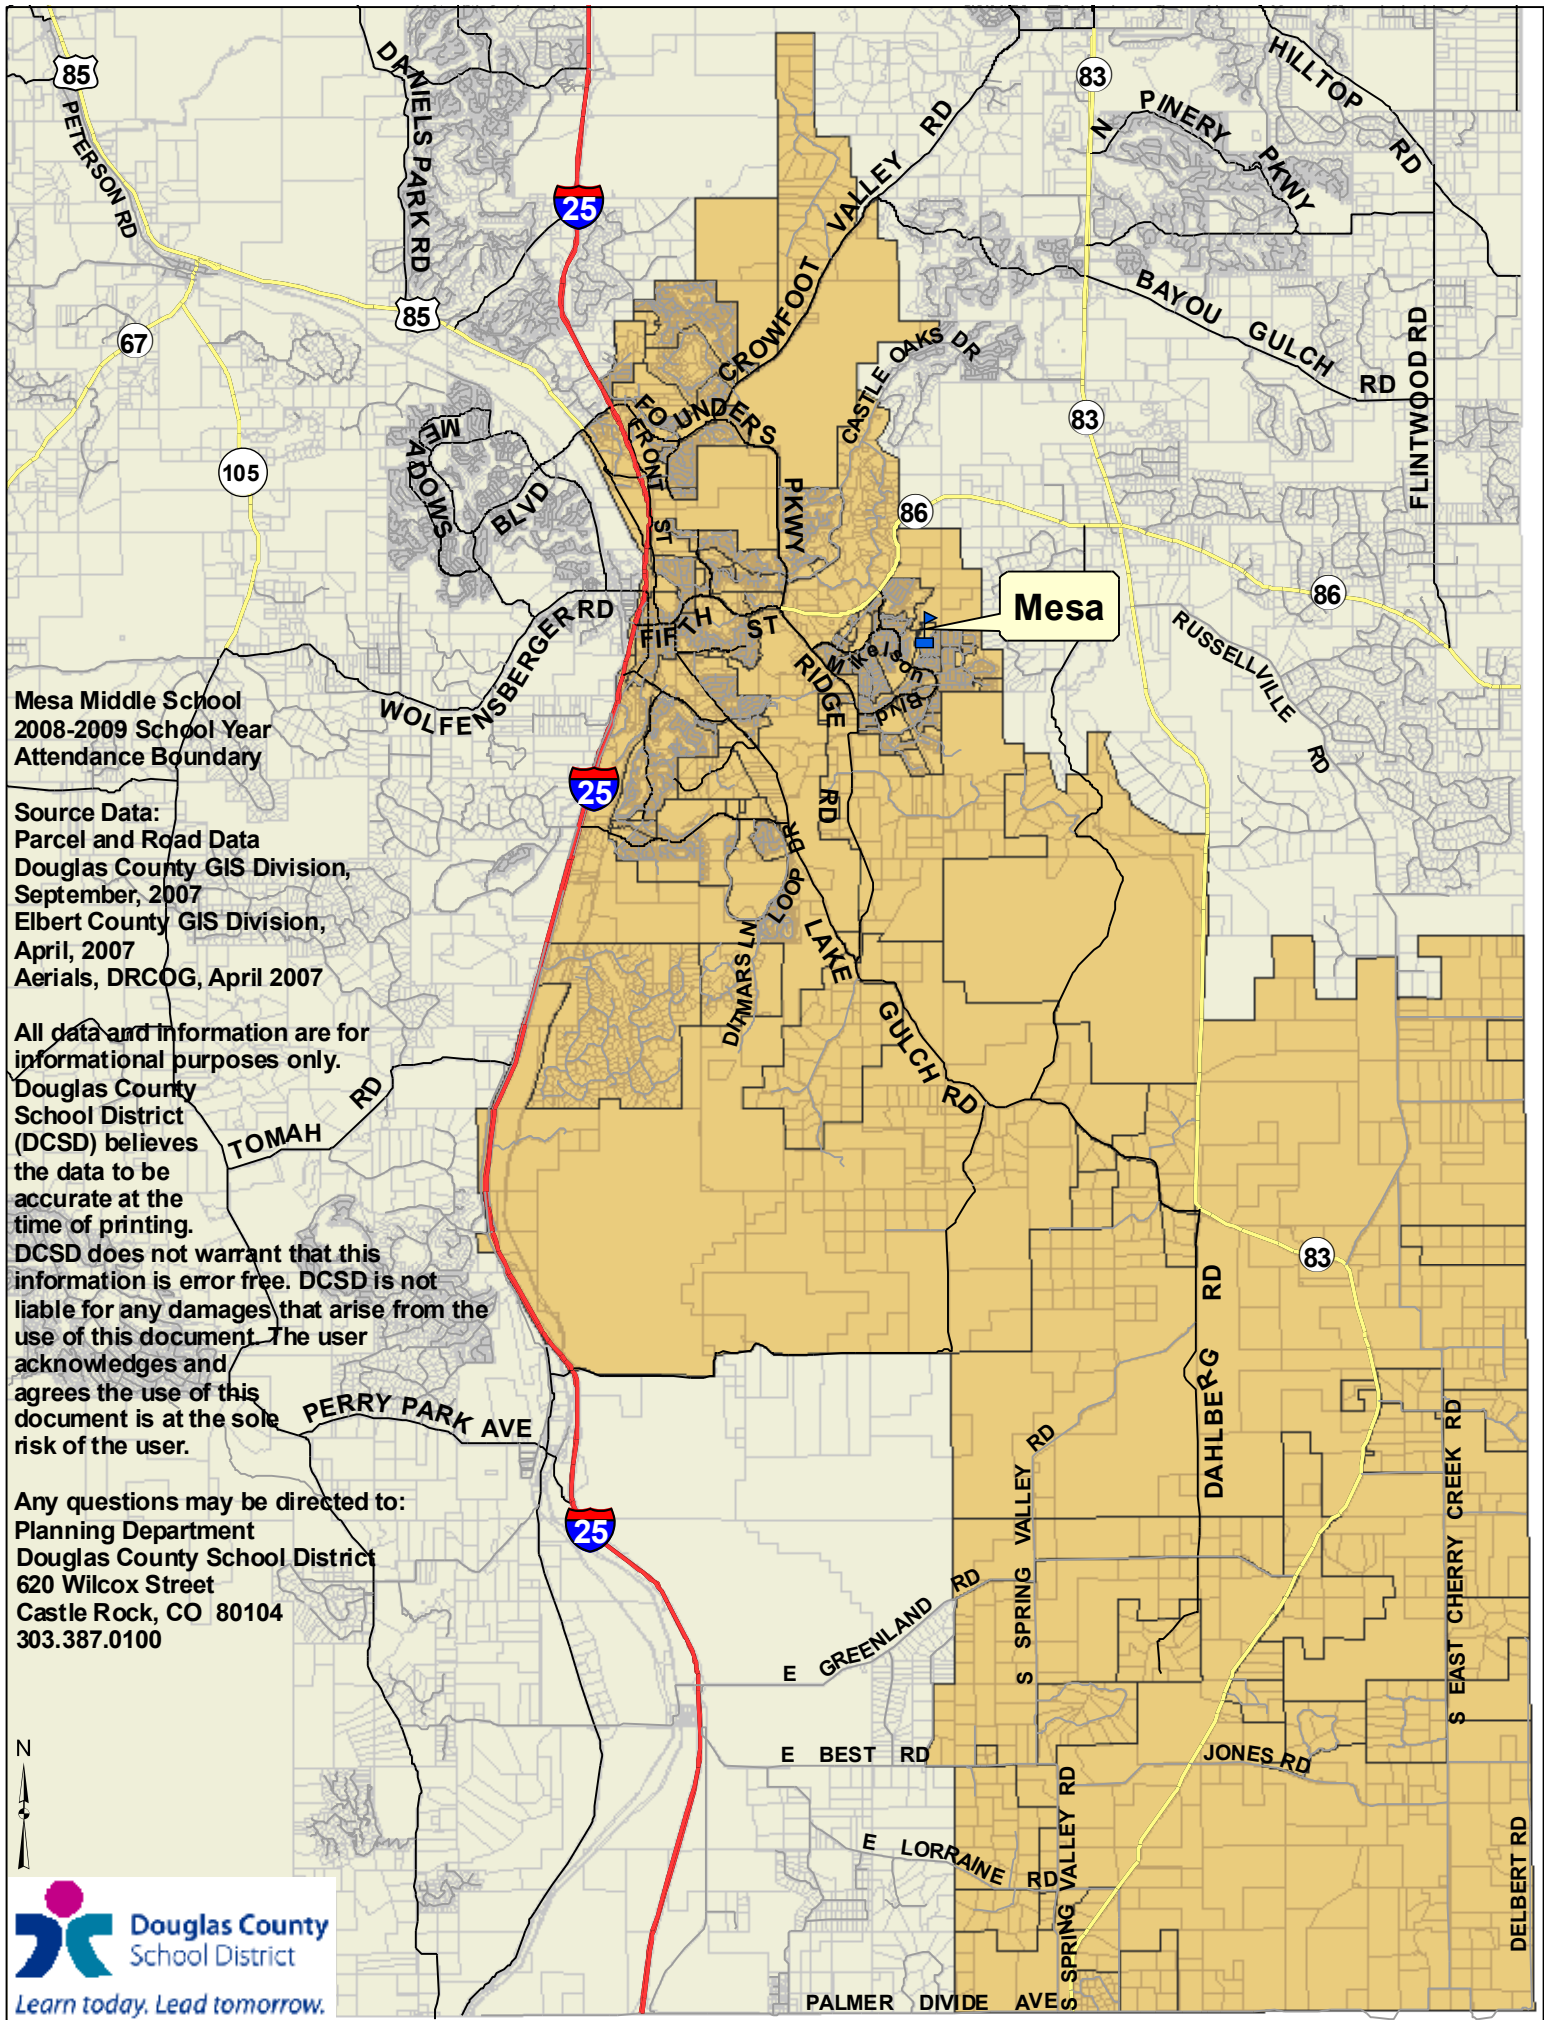 85
PETERSON RD
DANIELS PARK RD
25
83
HILLTOP RD
N PINERY PKWY
CROWFOOT VALLEY RD
85
67
BAYOU GULCH RD
FLINTWOOD RD
CASTLE OAKS DR
FOUNDERS PKWY
FRONT ST
83
MEADOWS BLVD
105
86
86
Mesa
WOLFENSBERGER RD
FIFTH ST
Mikelson Blvd
RIDGE RD
RUSSELLVILLE RD
Mesa Middle School
2008-2009 School Year
Attendance Boundary
25
Source Data:
Parcel and Road Data
Douglas County GIS Division,
September, 2007
Elbert County GIS Division,
April, 2007
Aerials, DRCOG, April 2007
LOOP DR
DITMARS LN
LAKE GULCH RD
All data and information are for
informational purposes only.
Douglas County
School District
(DCSD) believes
the data to be
accurate at the
time of printing.
DCSD does not warrant that this
information is error free. DCSD is not
liable for any damages that arise from the
use of this document. The user
acknowledges and
agrees the use of this
document is at the sole
risk of the user.
TOMAH RD
83
DAHLBERG RD
PERRY PARK AVE
S SPRING VALLEY RD
S EAST CHERRY CREEK RD
Any questions may be directed to:
Planning Department
Douglas County School District
620 Wilcox Street
Castle Rock, CO  80104
303.387.0100
25
E GREENLAND RD
E BEST RD
JONES RD
E LORRAINE RD
S SPRING VALLEY RD
DELBERT RD
N
PALMER DIVIDE AVE
Douglas County
School District
Learn today. Lead tomorrow.